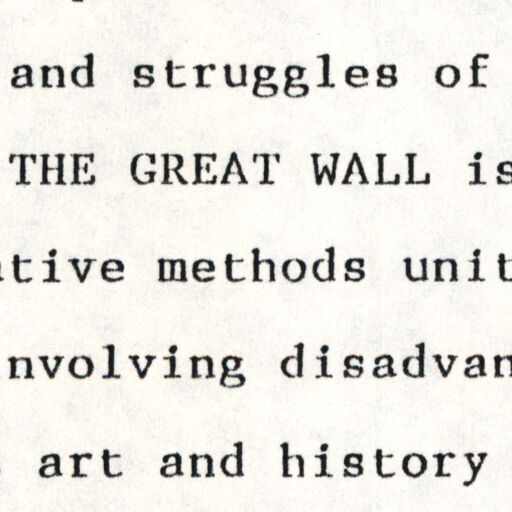 and struggles of
THE GREAT WALL is
ative methods unit
nvolving disadvan
art and history